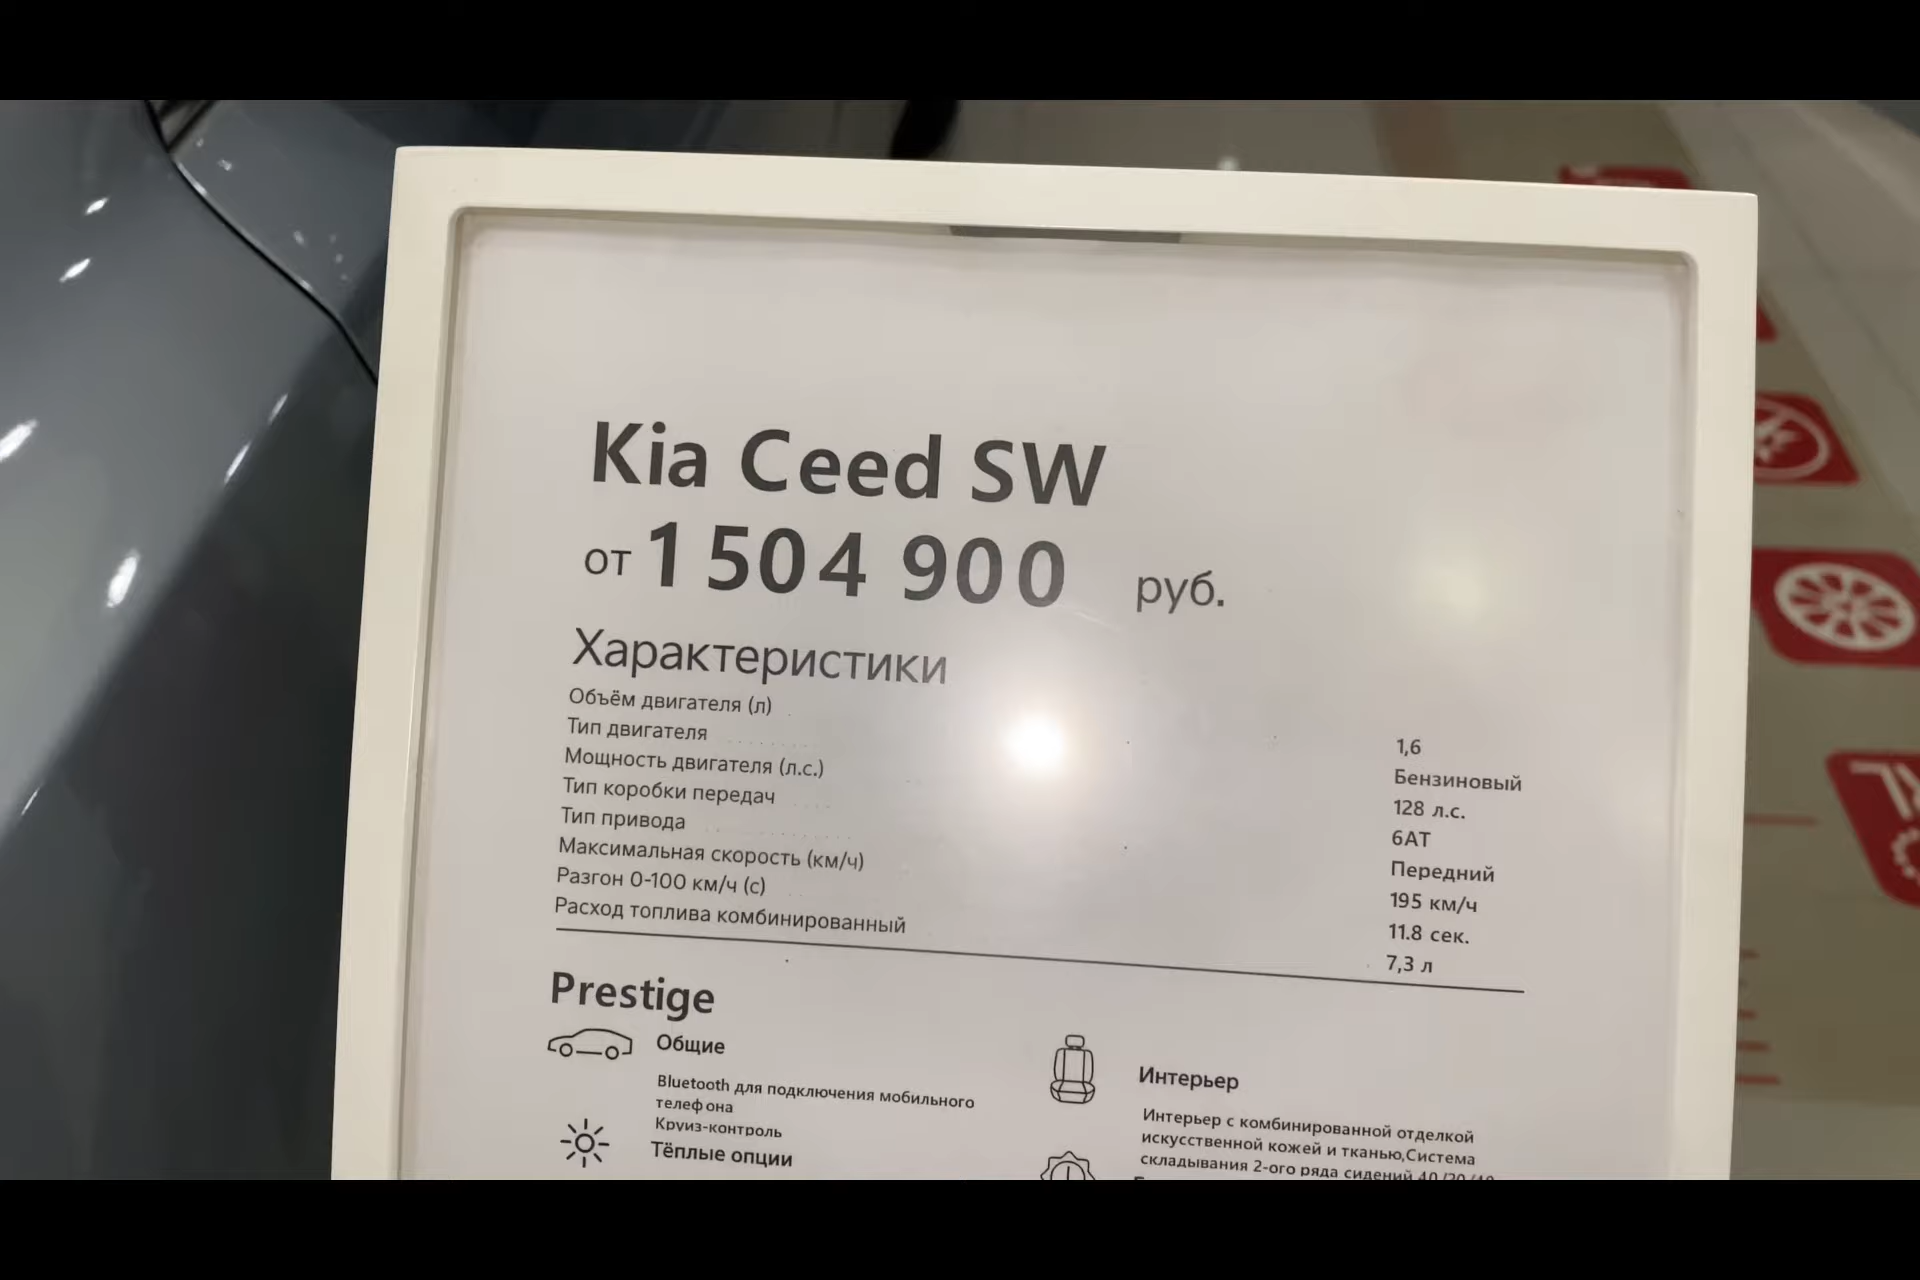 Kia Ceed SW
от 1 504 900 руб.
Характеристики
Объём двигателя (л) 1,6
Тип двигателя Бензиновый
Мощность двигателя (л.с.) 128 л.с.
Тип коробки передач 6АТ
Тип привода Передний
Максимальная скорость (км/ч) 195 км/ч
Разгон 0-100 км/ч (с) 11.8 сек.
Расход топлива комбинированный 7,3 л
Prestige
Общие
Bluetooth для подключения мобильного
телефона
Круиз-контроль
Тёплые опции
Интерьер
Интерьер с комбинированной отделкой
искусственной кожей и тканью,Система
складывания 2-ого ряда сидений